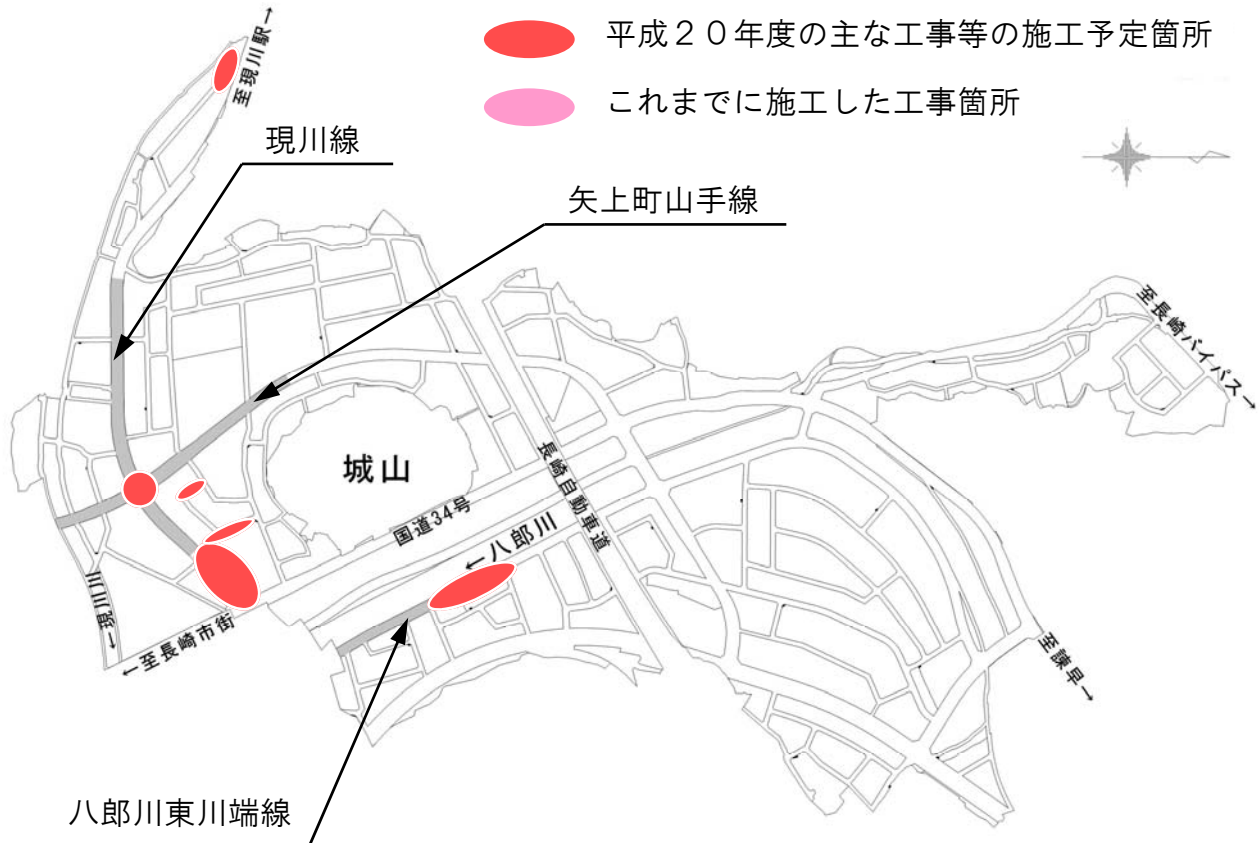 平成２０年度の主な工事等の施工予定箇所
これまでに施工した工事箇所
至現川駅→
現川線
矢上町山手線
至長崎バイパス→
城山
国道34号
長崎自動車道
←八郎川
現川川→
←至長崎市街
至諫早→
八郎川東川端線